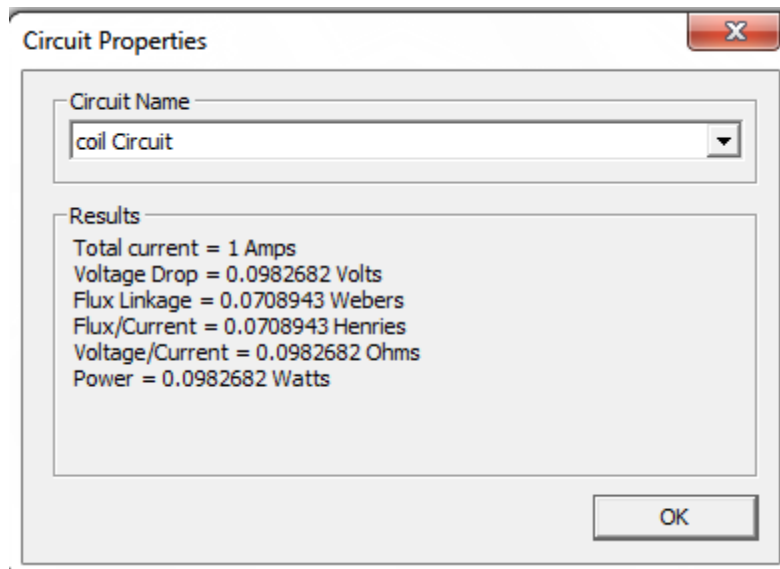 Circuit Properties
Circuit Name
coil Circuit
Results
Total current = 1 Amps
Voltage Drop = 0.0982682 Volts
Flux Linkage = 0.0708943 Webers
Flux/Current = 0.0708943 Henries
Voltage/Current = 0.0982682 Ohms
Power = 0.0982682 Watts
OK